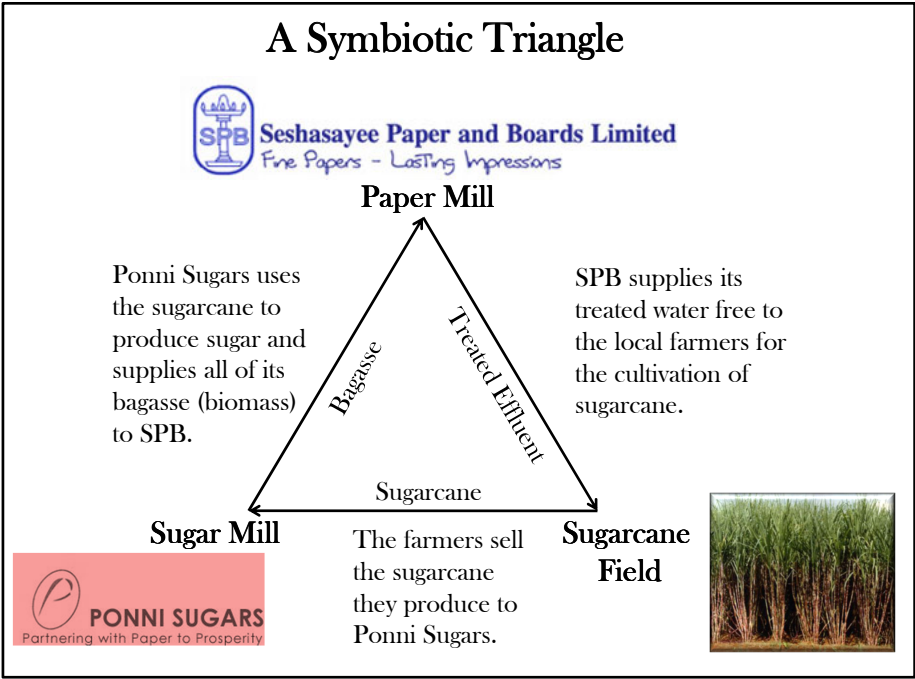 A Symbiotic Triangle
SPB
Seshasayee Paper and Boards Limited
Fine Papers - Lasting Impressions
Paper Mill
Ponni Sugars uses
the sugarcane to
produce sugar and
supplies all of its
bagasse (biomass)
to SPB.
Bagasse
Treated Effluent
SPB supplies its
treated water free to
the local farmers for
the cultivation of
sugarcane.
Sugarcane
Sugar Mill
The farmers sell
the sugarcane
they produce to
Ponni Sugars.
Sugarcane
Field
PONNI SUGARS
Partnering with Paper to Prosperity